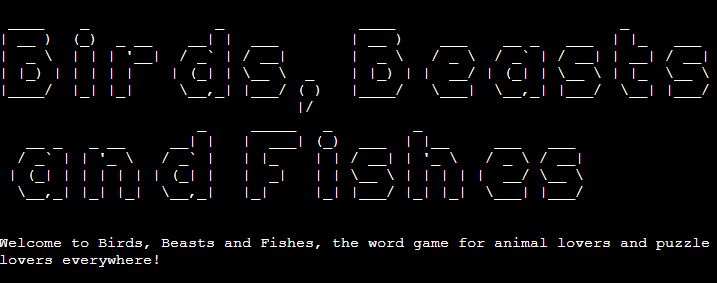 Birds, Beasts
and Fishes
Welcome to Birds, Beasts and Fishes, the word game for animal lovers and puzzle
lovers everywhere!